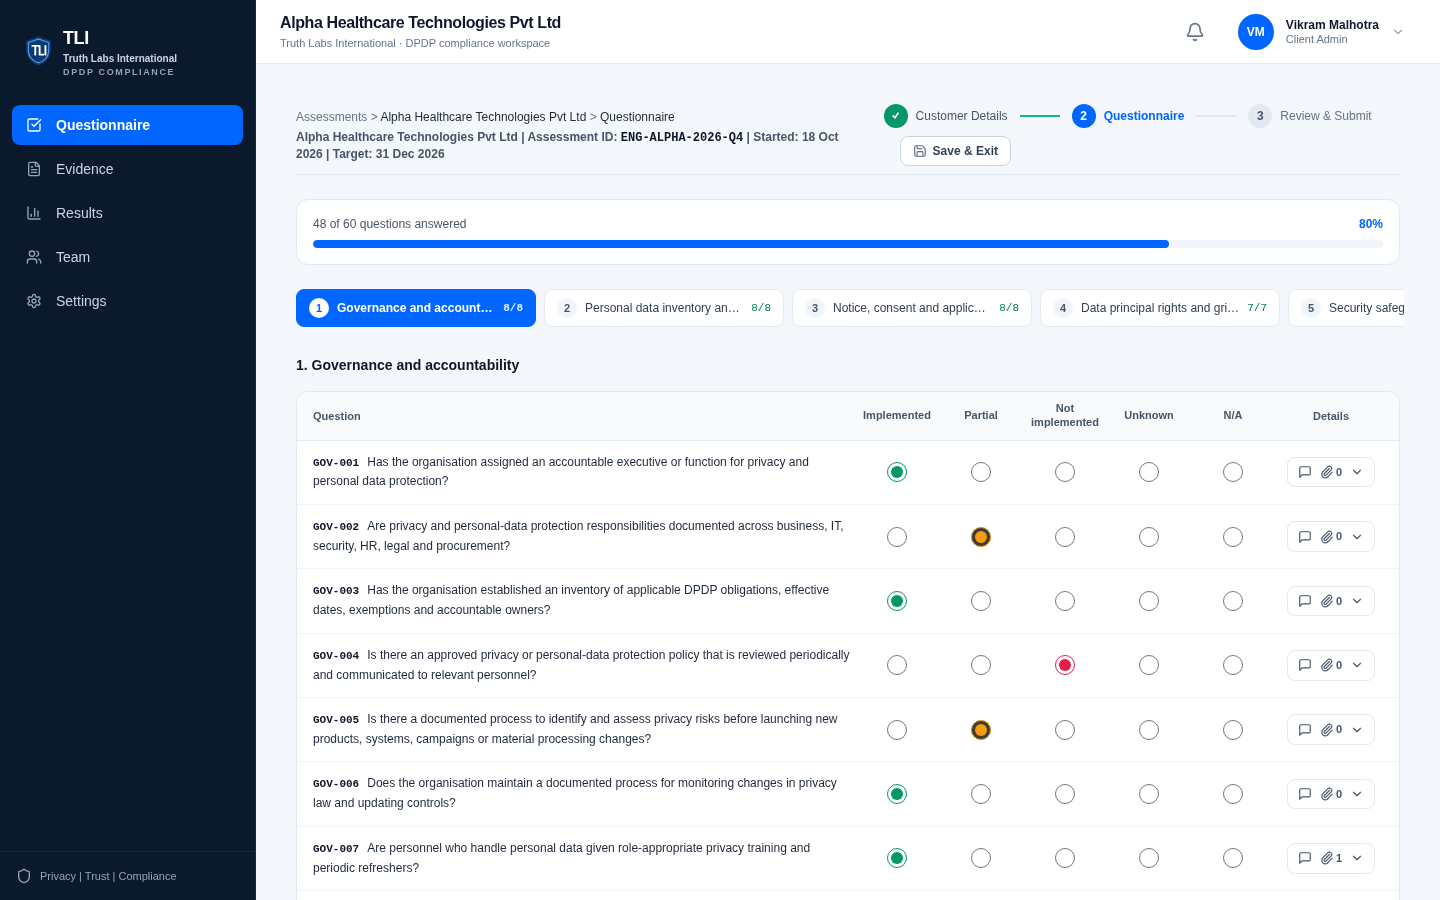 TLI
TLI
Truth Labs International
DPDP COMPLIANCE
Questionnaire
Evidence
Results
Team
Settings
Privacy | Trust | Compliance
Alpha Healthcare Technologies Pvt Ltd
Truth Labs International · DPDP compliance workspace
VM
Vikram Malhotra
Client Admin
Assessments > Alpha Healthcare Technologies Pvt Ltd > Questionnaire
Alpha Healthcare Technologies Pvt Ltd | Assessment ID: ENG-ALPHA-2026-Q4 | Started: 18 Oct
2026 | Target: 31 Dec 2026
Customer Details
2 Questionnaire
3 Review & Submit
Save & Exit
48 of 60 questions answered 80%
1 Governance and account… 8/8
2 Personal data inventory an… 8/8
3 Notice, consent and applic… 8/8
4 Data principal rights and gri… 7/7
5 Security safeg
1. Governance and accountability
Question Implemented Partial Not implemented Unknown N/A Details
GOV-001 Has the organisation assigned an accountable executive or function for privacy and
personal data protection?
0
GOV-002 Are privacy and personal-data protection responsibilities documented across business, IT,
security, HR, legal and procurement?
0
GOV-003 Has the organisation established an inventory of applicable DPDP obligations, effective
dates, exemptions and accountable owners?
0
GOV-004 Is there an approved privacy or personal-data protection policy that is reviewed periodically
and communicated to relevant personnel?
0
GOV-005 Is there a documented process to identify and assess privacy risks before launching new
products, systems, campaigns or material processing changes?
0
GOV-006 Does the organisation maintain a documented process for monitoring changes in privacy
law and updating controls?
0
GOV-007 Are personnel who handle personal data given role-appropriate privacy training and
periodic refreshers?
1